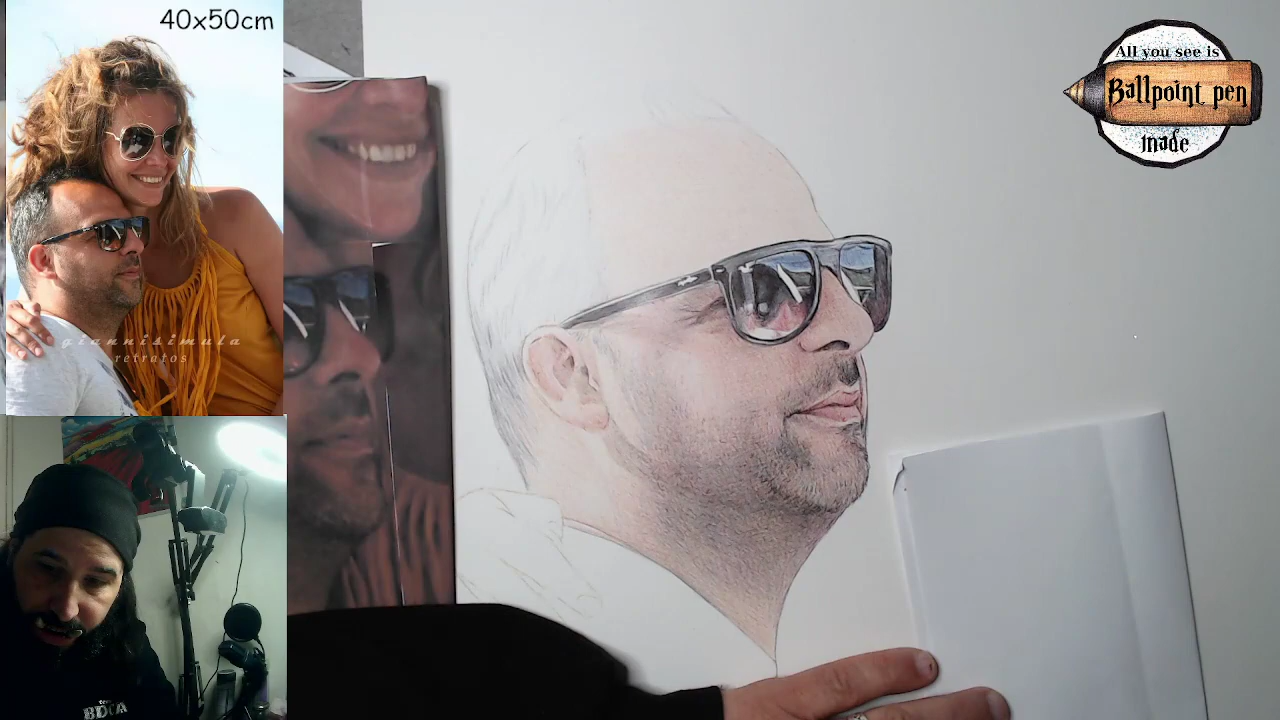 40x50cm
giannisimula
retratos
All you see is
Ballpoint pen
made